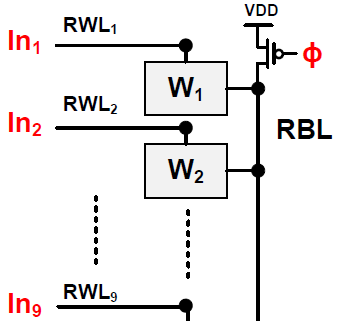 VDD
In₁ RWL₁
W₁
ϕ
In₂ RWL₂
RBL
W₂
In₉ RWL₉